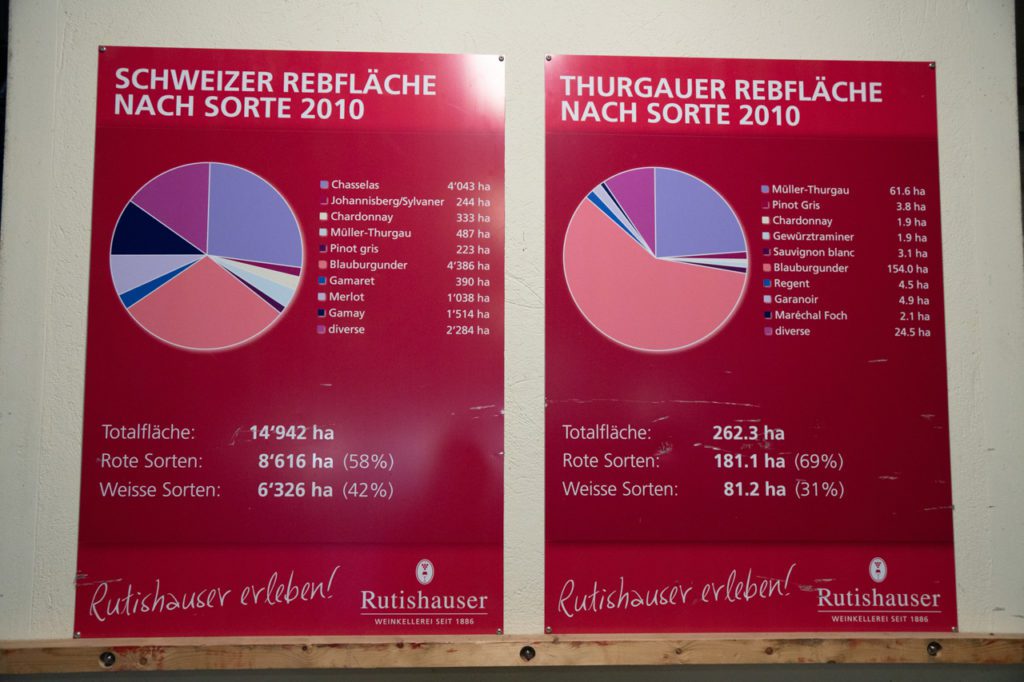 SCHWEIZER REBFLÄCHE
NACH SORTE 2010
Chasselas 4‘043 ha
Johannisberg/Sylvaner 244 ha
Chardonnay 333 ha
Müller-Thurgau 487 ha
Pinot gris 223 ha
Blauburgunder 4‘386 ha
Gamaret 390 ha
Merlot 1‘038 ha
Gamay 1‘514 ha
diverse 2‘284 ha
Totalfläche: 14‘942 ha
Rote Sorten: 8‘616 ha (58%)
Weisse Sorten: 6‘326 ha (42%)
Rutishauser erleben!
Rutishauser
WEINKELLEREI SEIT 1886
THURGAUER REBFLÄCHE
NACH SORTE 2010
Müller-Thurgau 61.6 ha
Pinot Gris 3.8 ha
Chardonnay 1.9 ha
Gewürztraminer 1.9 ha
Sauvignon blanc 3.1 ha
Blauburgunder 154.0 ha
Regent 4.5 ha
Garanoir 4.9 ha
Maréchal Foch 2.1 ha
diverse 24.5 ha
Totalfläche: 262.3 ha
Rote Sorten: 181.1 ha (69%)
Weisse Sorten: 81.2 ha (31%)
Rutishauser erleben!
Rutishauser
WEINKELLEREI SEIT 1886